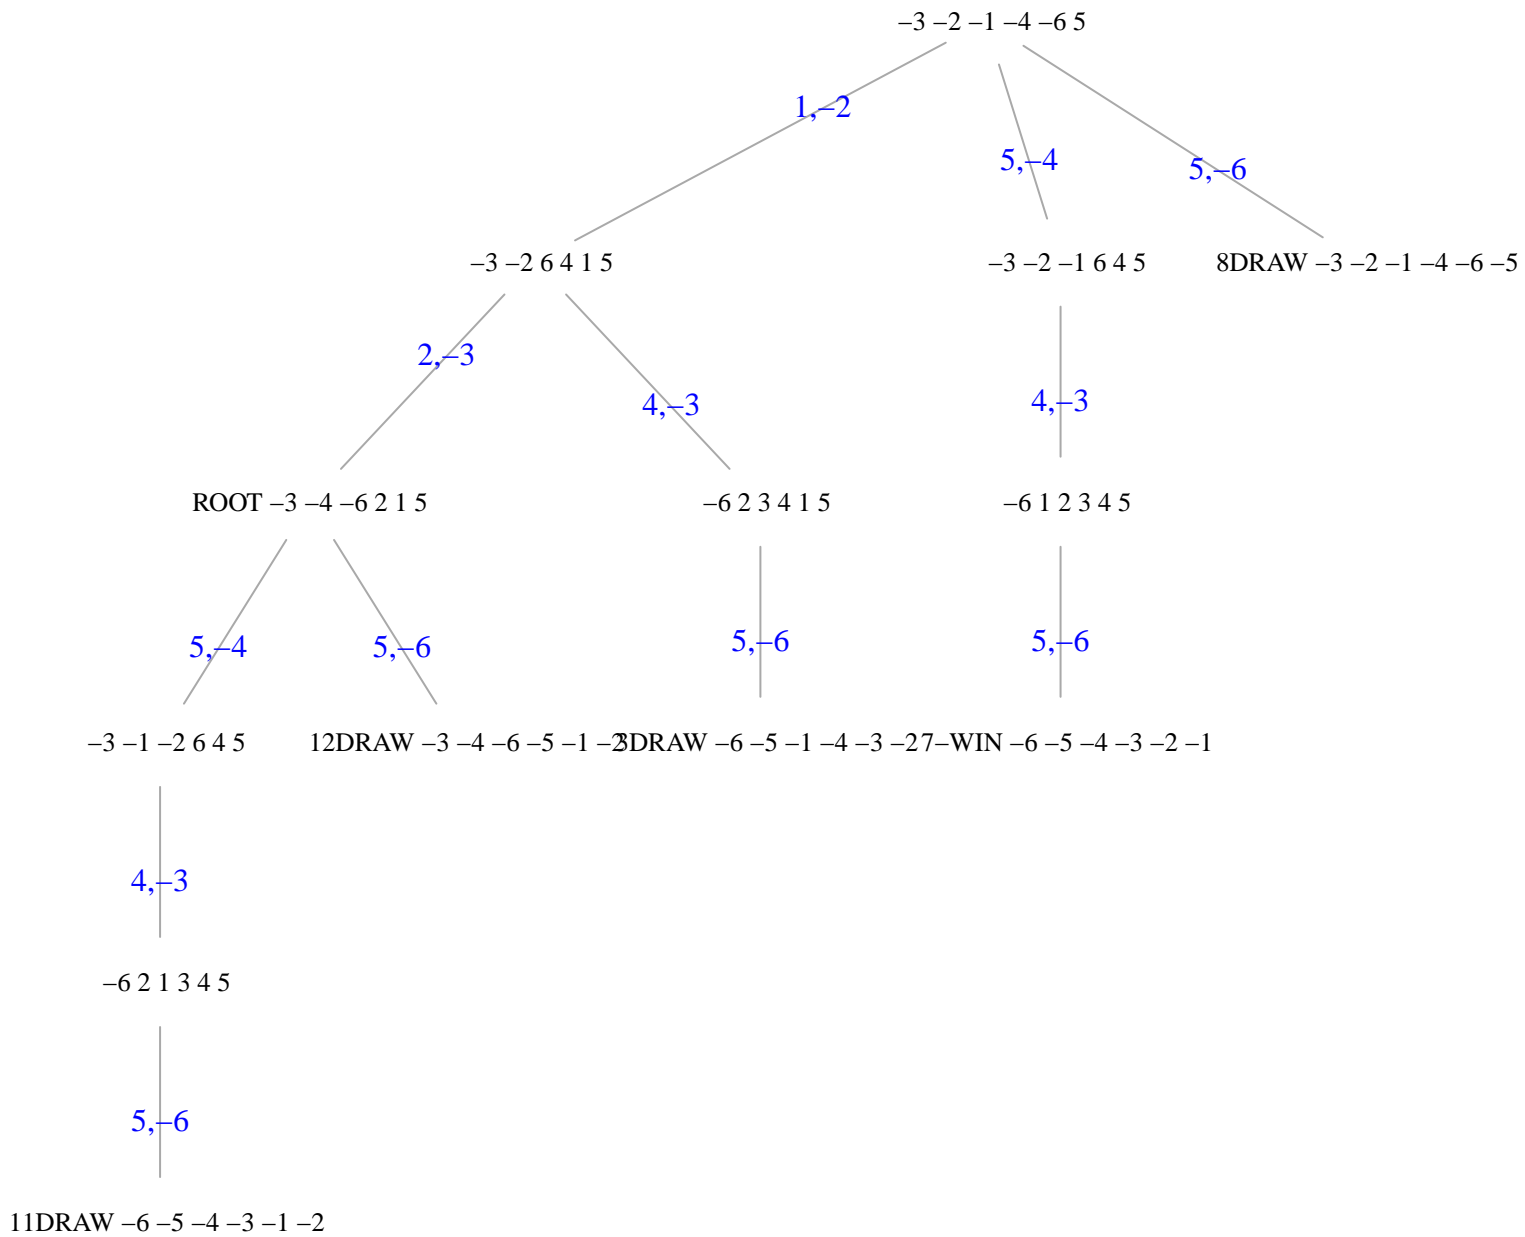 –3 –2 –1 –4 –6 5
1,–2
5,–4
5,–6
–3 –2 6 4 1 5
–3 –2 –1 6 4 5
8DRAW –3 –2 –1 –4 –6 –5
2,–3
4,–3
4,–3
ROOT –3 –4 –6 2 1 5
–6 2 3 4 1 5
–6 1 2 3 4 5
5,–4
5,–6
5,–6
5,–6
–3 –1 –2 6 4 5
12DRAW –3 –4 –6 –5 –1 –2
3DRAW –6 –5 –1 –4 –3 –2
7–WIN –6 –5 –4 –3 –2 –1
4,–3
–6 2 1 3 4 5
5,–6
11DRAW –6 –5 –4 –3 –1 –2